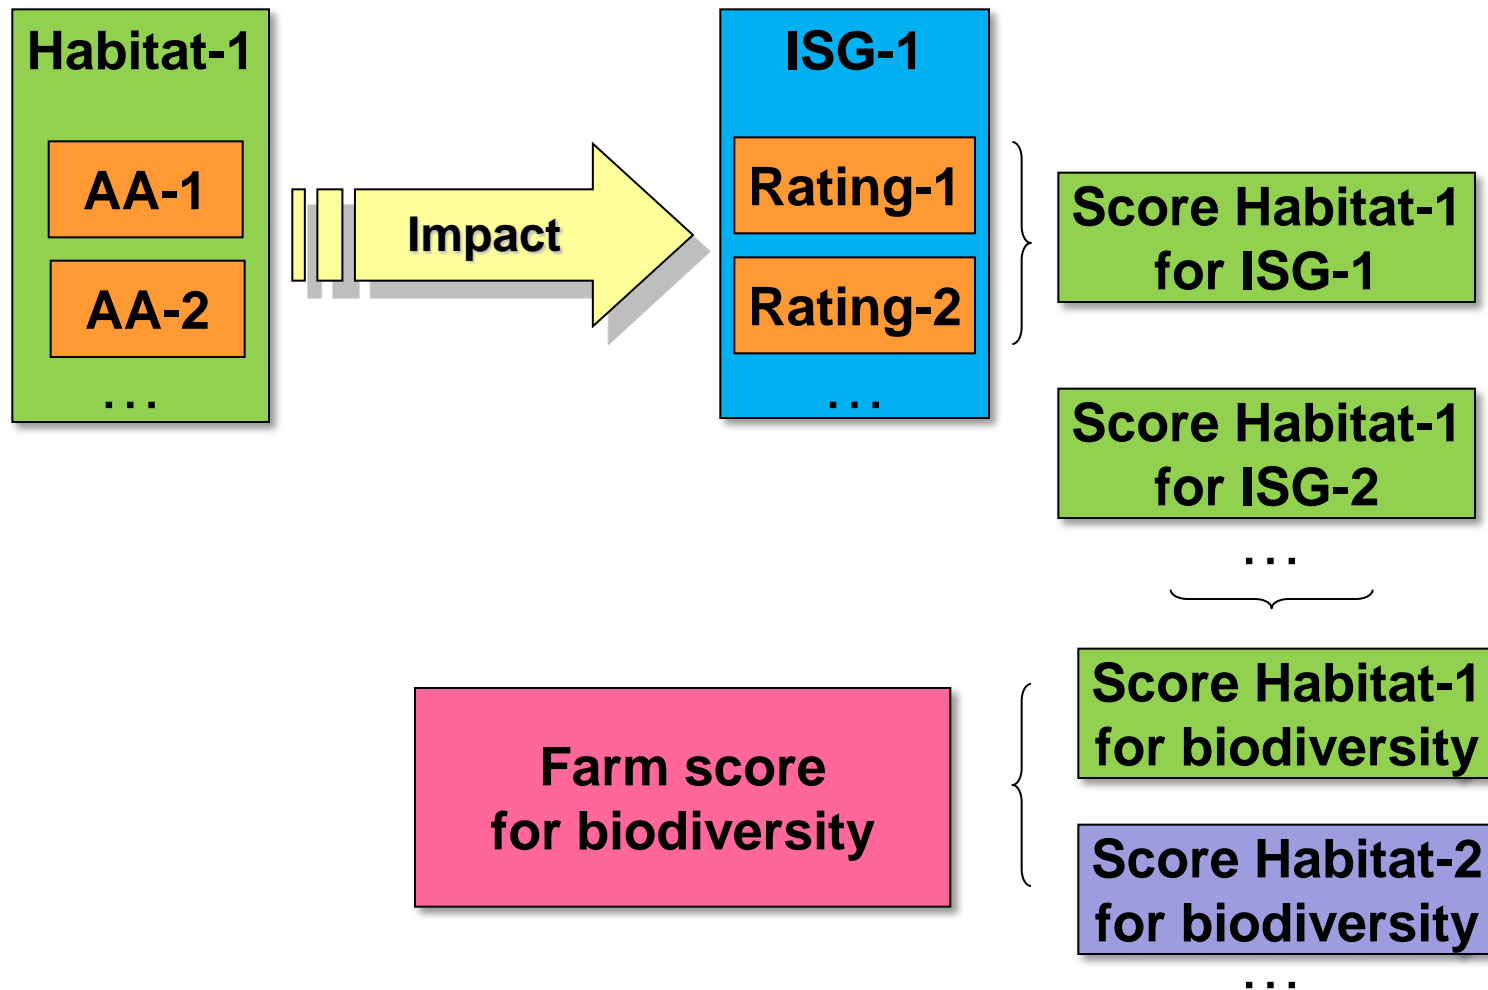 Habitat-1
AA-1
AA-2
...
Impact
ISG-1
Rating-1
Rating-2
...
Score Habitat-1
for ISG-1
Score Habitat-1
for ISG-2
...
Score Habitat-1
for biodiversity
Score Habitat-2
for biodiversity
...
Farm score
for biodiversity